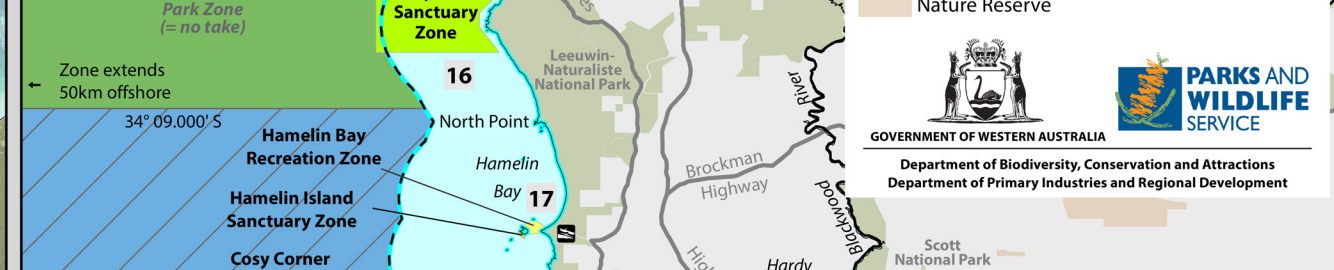 Park Zone
(= no take)
Sanctuary
Zone
Nature Reserve
Zone extends
50km offshore
16
Leeuwin-
Naturaliste
National Park
River
34° 09.000' S
North Point
Hamelin Bay
Recreation Zone
Hamelin
Bay
17
Hamelin Island
Sanctuary Zone
Cosy Corner
Brockman
Highway
Blackwood
Hardy
Scott
National Park
GOVERNMENT OF WESTERN AUSTRALIA
PARKS AND
WILDLIFE
SERVICE
Department of Biodiversity, Conservation and Attractions
Department of Primary Industries and Regional Development